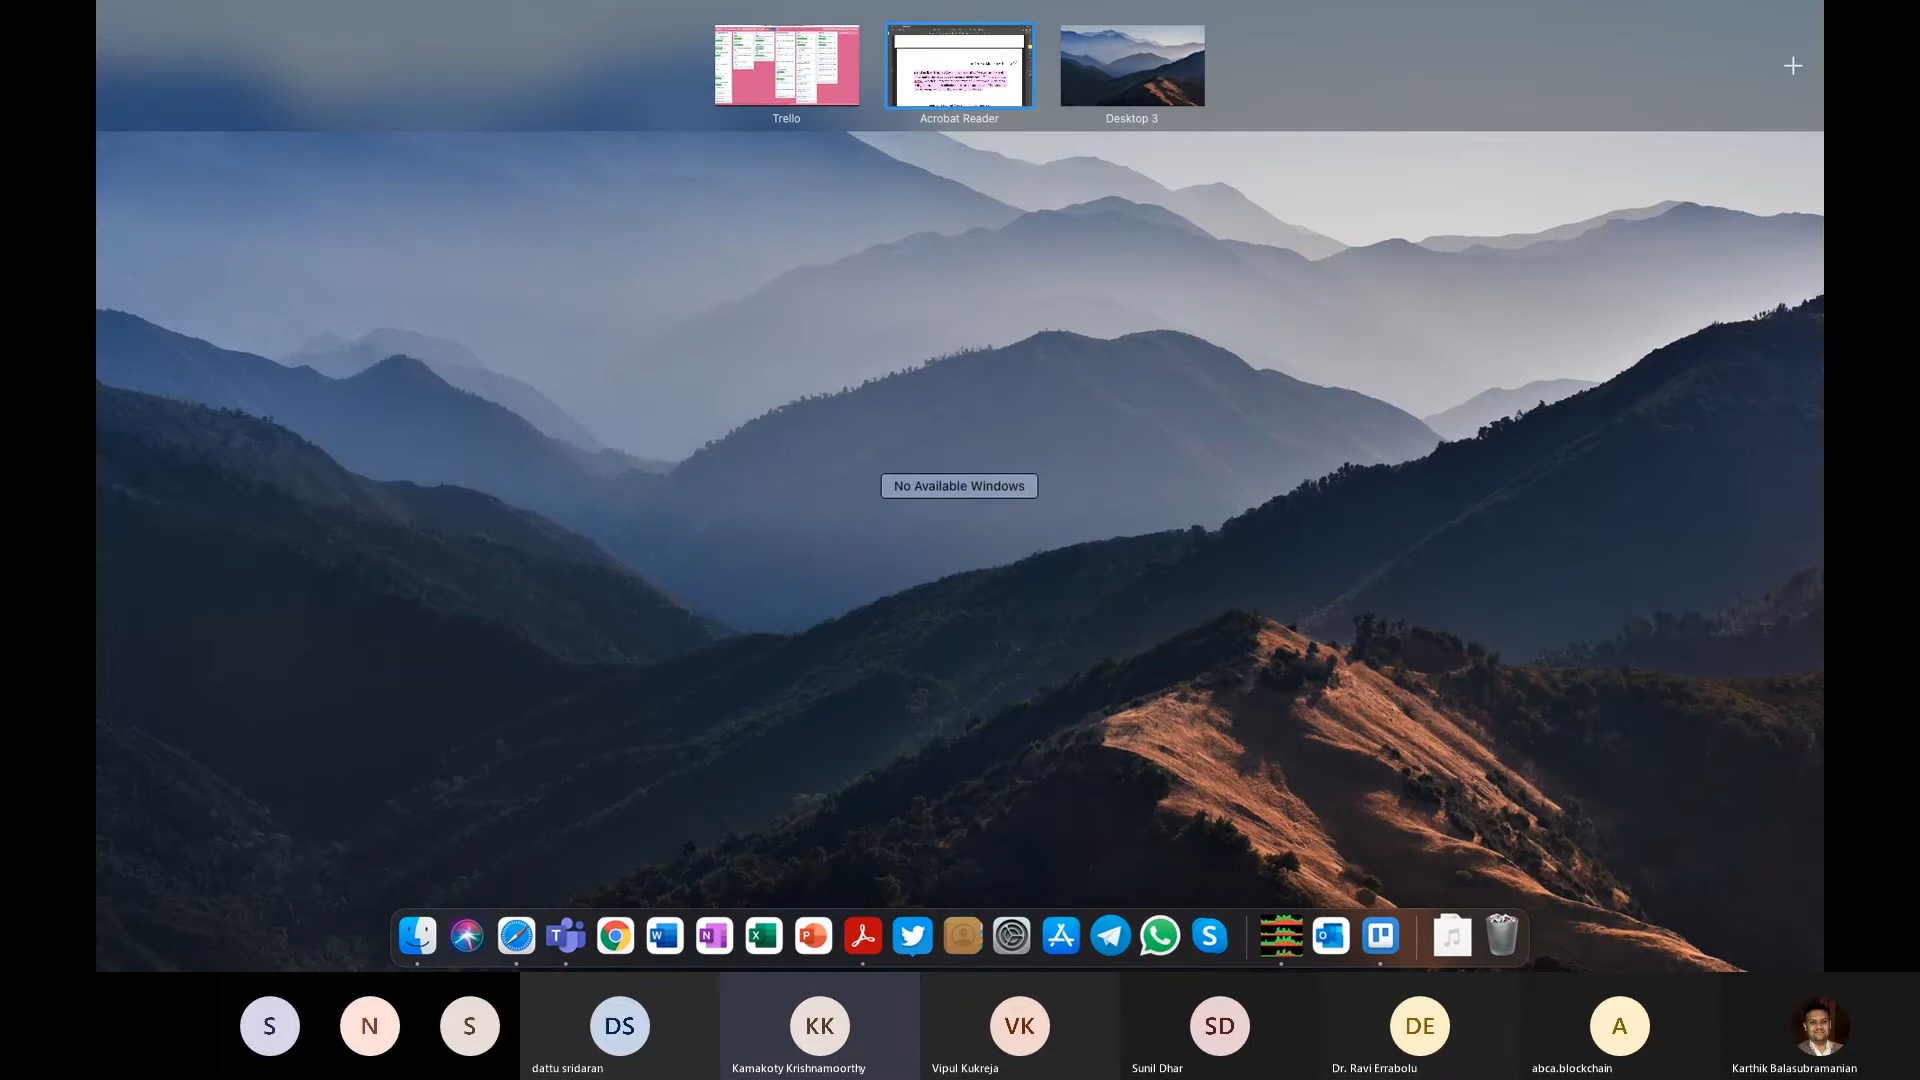 Trello
Acrobat Reader
Desktop 3
No Available Windows
S
N
S
DS
KK
VK
SD
DE
A
dattu sridaran
Kamakoty Krishnamoorthy
Vipul Kukreja
Sunil Dhar
Dr. Ravi Errabolu
abca.blockchain
Karthik Balasubramanian